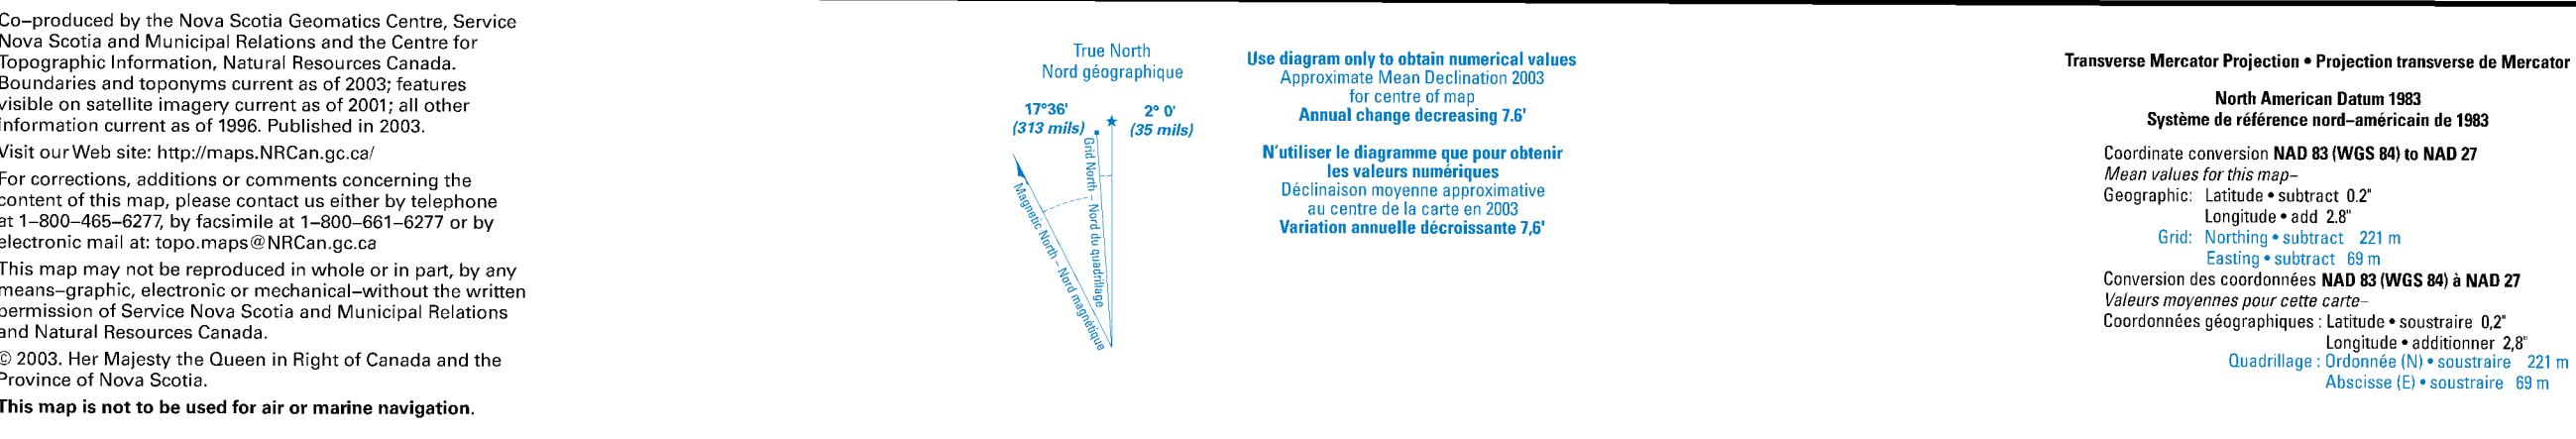 Co–produced by the Nova Scotia Geomatics Centre, Service
Nova Scotia and Municipal Relations and the Centre for
Topographic Information, Natural Resources Canada.
Boundaries and toponyms current as of 2003; features
visible on satellite imagery current as of 2001; all other
information current as of 1996. Published in 2003.
Visit our Web site: http://maps.NRCan.gc.ca/
For corrections, additions or comments concerning the
content of this map, please contact us either by telephone
at 1–800–465–6277, by facsimile at 1–800–661–6277 or by
electronic mail at: topo.maps@NRCan.gc.ca
This map may not be reproduced in whole or in part, by any
means–graphic, electronic or mechanical–without the written
permission of Service Nova Scotia and Municipal Relations
and Natural Resources Canada.
© 2003. Her Majesty the Queen in Right of Canada and the
Province of Nova Scotia.
This map is not to be used for air or marine navigation.
True North
Nord géographique
17°36'
(313 mils)
2° 0'
(35 mils)
Grid North – Nord du quadrillage
Magnetic North – Nord magnétique
Use diagram only to obtain numerical values
Approximate Mean Declination 2003
for centre of map
Annual change decreasing 7.6'
N'utiliser le diagramme que pour obtenir
les valeurs numériques
Déclinaison moyenne approximative
au centre de la carte en 2003
Variation annuelle décroissante 7,6'
Transverse Mercator Projection • Projection transverse de Mercator
North American Datum 1983
Système de référence nord–américain de 1983
Coordinate conversion NAD 83 (WGS 84) to NAD 27
Mean values for this map–
Geographic: Latitude • subtract 0.2"
Longitude • add 2.8"
Grid: Northing • subtract 221 m
Easting • subtract 69 m
Conversion des coordonnées NAD 83 (WGS 84) à NAD 27
Valeurs moyennes pour cette carte–
Coordonnées géographiques : Latitude • soustraire 0,2"
Longitude • additionner 2,8"
Quadrillage : Ordonnée (N) • soustraire 221 m
Abscisse (E) • soustraire 69 m